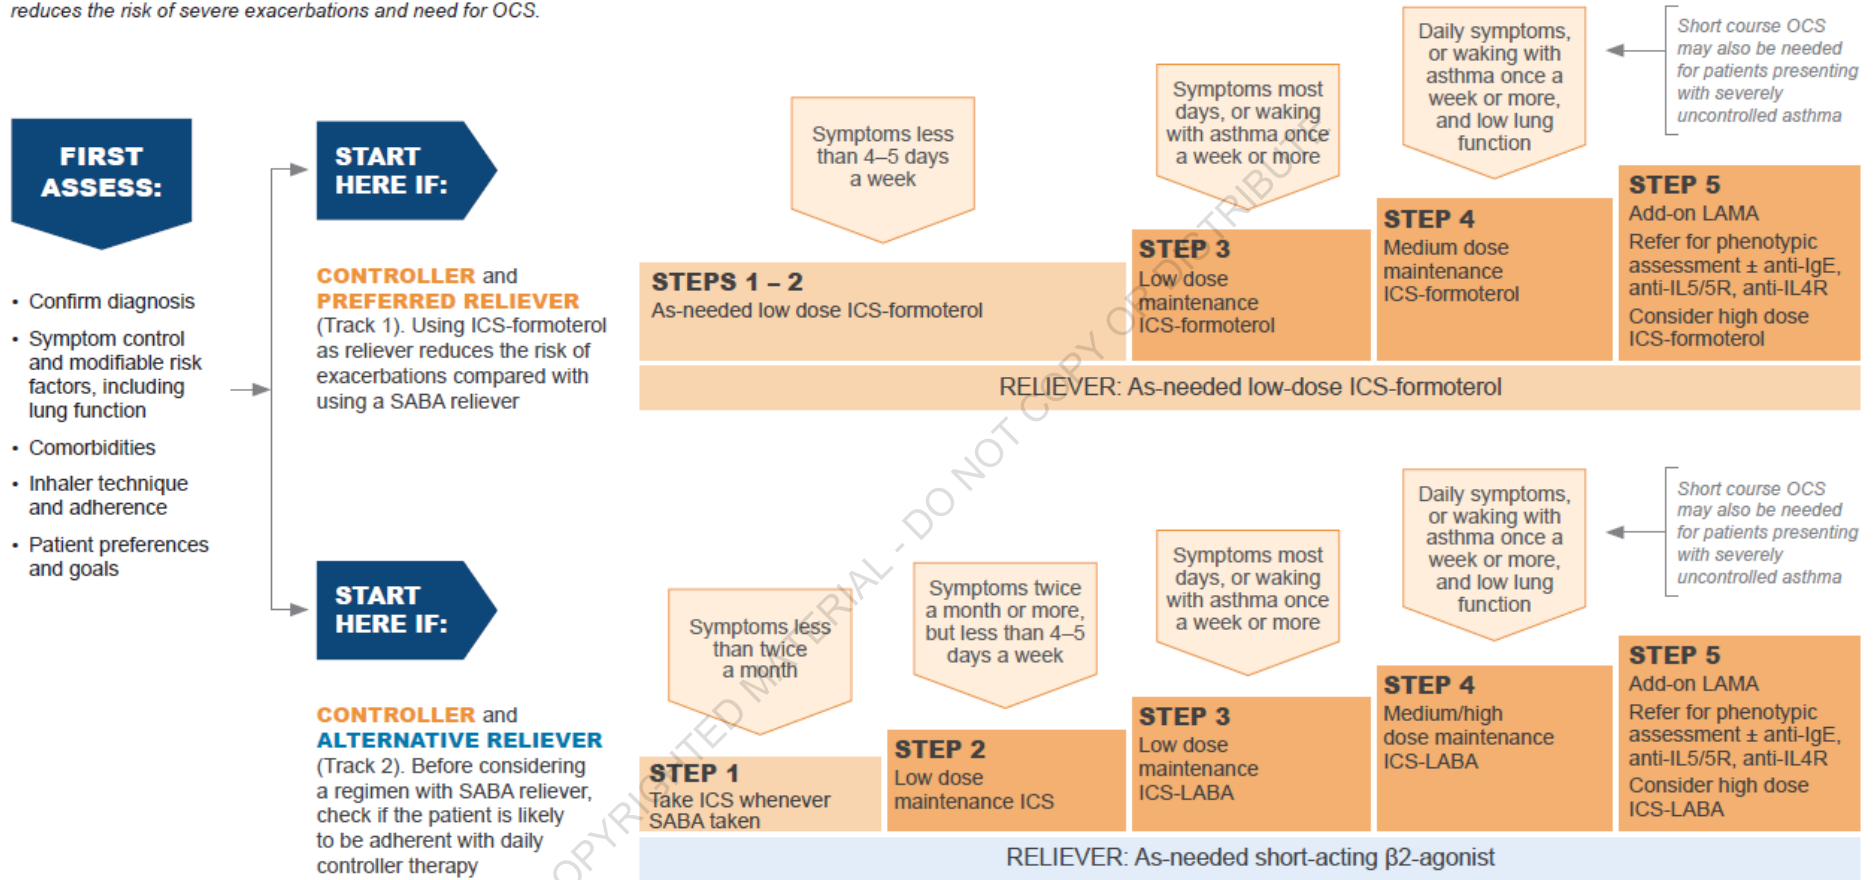 reduces the risk of severe exacerbations and need for OCS.
FIRST
ASSESS:
• Confirm diagnosis
• Symptom control
and modifiable risk
factors, including
lung function
• Comorbidities
• Inhaler technique
and adherence
• Patient preferences
and goals
START
HERE IF:
CONTROLLER and
PREFERRED RELIEVER
(Track 1). Using ICS-formoterol
as reliever reduces the risk of
exacerbations compared with
using a SABA reliever
Symptoms less
than 4–5 days
a week
Symptoms most
days, or waking
with asthma once
a week or more
Daily symptoms,
or waking with
asthma once a
week or more,
and low lung
function
Short course OCS
may also be needed
for patients presenting
with severely
uncontrolled asthma
STEPS 1 – 2
As-needed low dose ICS-formoterol
STEP 3
Low dose
maintenance
ICS-formoterol
STEP 4
Medium dose
maintenance
ICS-formoterol
STEP 5
Add-on LAMA
Refer for phenotypic
assessment ± anti-IgE,
anti-IL5/5R, anti-IL4R
Consider high dose
ICS-formoterol
RELIEVER: As-needed low-dose ICS-formoterol
START
HERE IF:
CONTROLLER and
ALTERNATIVE RELIEVER
(Track 2). Before considering
a regimen with SABA reliever,
check if the patient is likely
to be adherent with daily
controller therapy
Symptoms less
than twice
a month
Symptoms twice
a month or more,
but less than 4–5
days a week
Symptoms most
days, or waking
with asthma once
a week or more
Daily symptoms,
or waking with
asthma once a
week or more,
and low lung
function
Short course OCS
may also be needed
for patients presenting
with severely
uncontrolled asthma
STEP 1
Take ICS whenever
SABA taken
STEP 2
Low dose
maintenance ICS
STEP 3
Low dose
maintenance
ICS-LABA
STEP 4
Medium/high
dose maintenance
ICS-LABA
STEP 5
Add-on LAMA
Refer for phenotypic
assessment ± anti-IgE,
anti-IL5/5R, anti-IL4R
Consider high dose
ICS-LABA
RELIEVER: As-needed short-acting β2-agonist
OPYRIGHTED MATERIAL - DO NOT COPY OR DISTRIBUTE